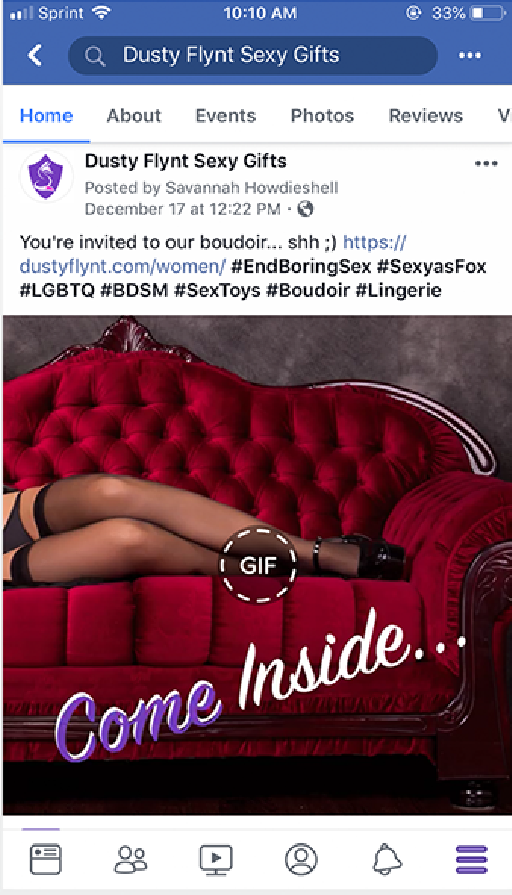 Sprint 10:10 AM 33%
Dusty Flynt Sexy Gifts
Home About Events Photos Reviews V
Dusty Flynt Sexy Gifts
Posted by Savannah Howdieshell
December 17 at 12:22 PM ·
You're invited to our boudoir... shh ;) https://
dustyflynt.com/women/ #EndBoringSex #SexyasFox
#LGBTQ #BDSM #SexToys #Boudoir #Lingerie
GIF
Come Inside...